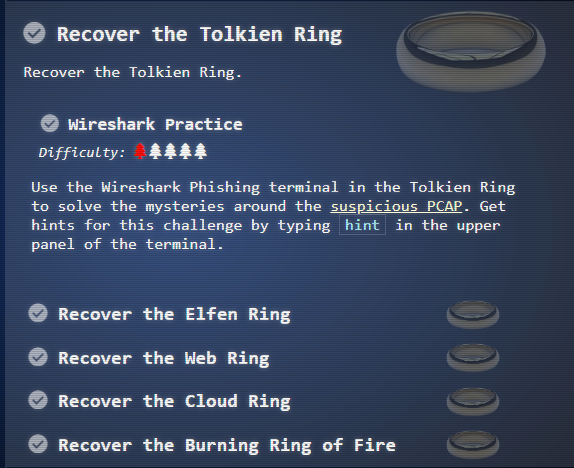 Recover the Tolkien Ring
Recover the Tolkien Ring.
Wireshark Practice
Difficulty:
Use the Wireshark Phishing terminal in the Tolkien Ring
to solve the mysteries around the suspicious PCAP. Get
hints for this challenge by typing hint in the upper
panel of the terminal.
Recover the Elfen Ring
Recover the Web Ring
Recover the Cloud Ring
Recover the Burning Ring of Fire